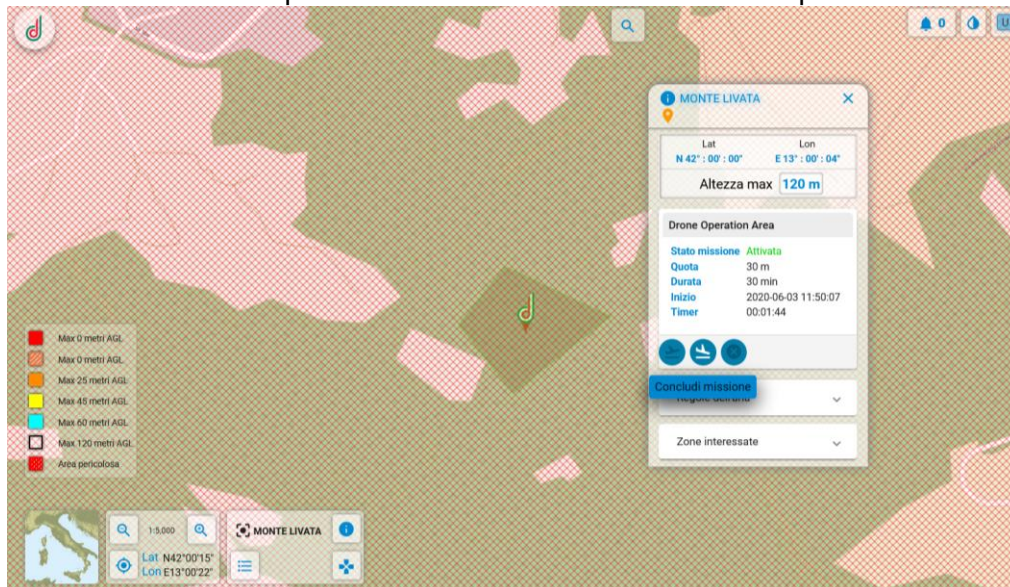 0
U
MONTE LIVATA
Lat Lon
N 42° : 00' : 00" E 13° : 00' : 04"
Altezza max 120 m
Drone Operation Area
Stato missione Attivata
Quota 30 m
Durata 30 min
Inizio 2020-06-03 11:50:07
Timer 00:01:44
Concludi missione
Regole dell'aria
Zone interessate
Max 0 metri AGL
Max 0 metri AGL
Max 25 metri AGL
Max 45 metri AGL
Max 60 metri AGL
Max 120 metri AGL
Area pericolosa
1:5,000
MONTE LIVATA
Lat N42°00'15"
Lon E13°00'22"